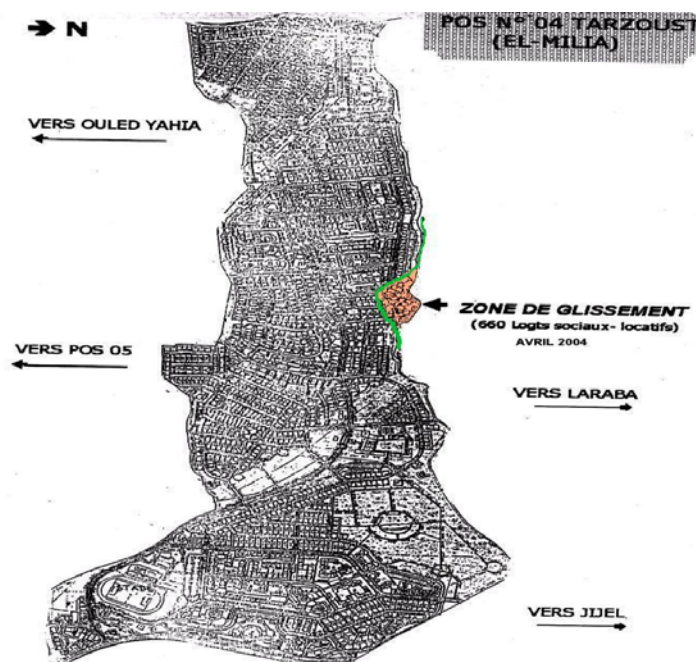 N
POS N° 04 TARZOUST
(EL-MILIA)
VERS OULED YAHIA
ZONE DE GLISSEMENT
(660 Logts sociaux- locatifs)
AVRIL 2004
VERS POS 05
VERS LARABA
VERS JIJEL